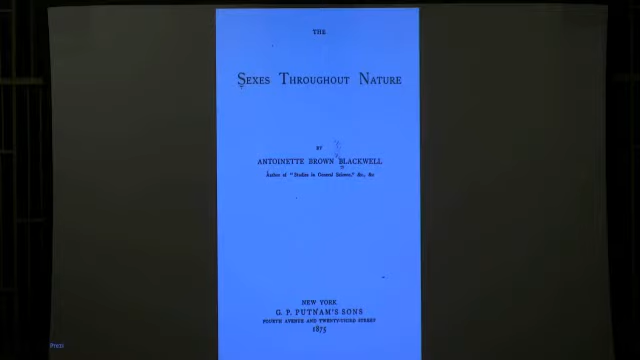 THE
SEXES THROUGHOUT NATURE
BY
ANTOINETTE BROWN BLACKWELL
Author of "Studies in General Science," &c., &c
NEW YORK
G. P. PUTNAM'S SONS
FOURTH AVENUE AND TWENTY-THIRD STREET
1875
Prezi